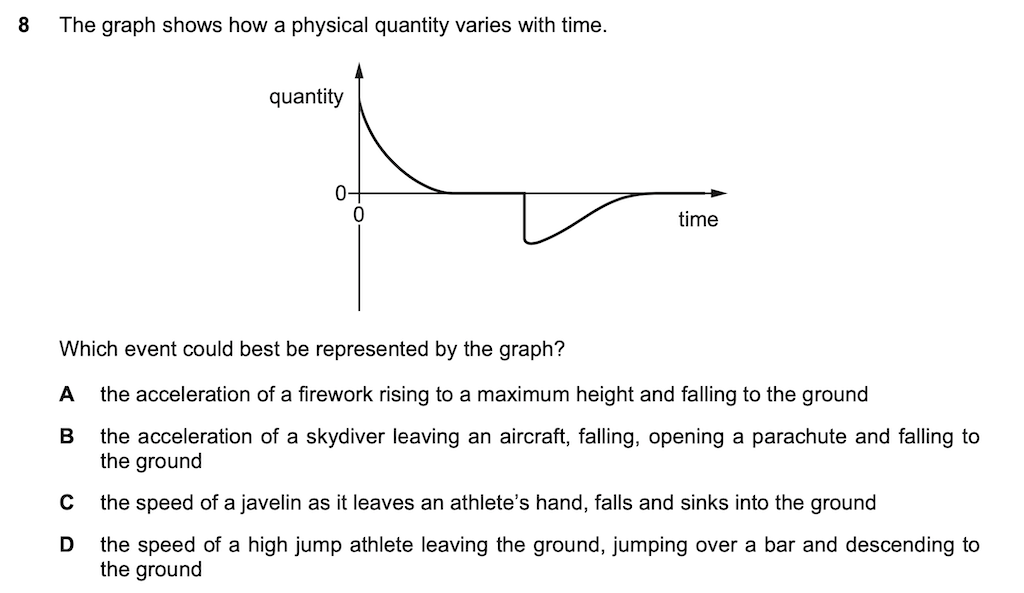 8 The graph shows how a physical quantity varies with time.
quantity
0
0
time
Which event could best be represented by the graph?
A the acceleration of a firework rising to a maximum height and falling to the ground
B the acceleration of a skydiver leaving an aircraft, falling, opening a parachute and falling to
the ground
C the speed of a javelin as it leaves an athlete's hand, falls and sinks into the ground
D the speed of a high jump athlete leaving the ground, jumping over a bar and descending to
the ground